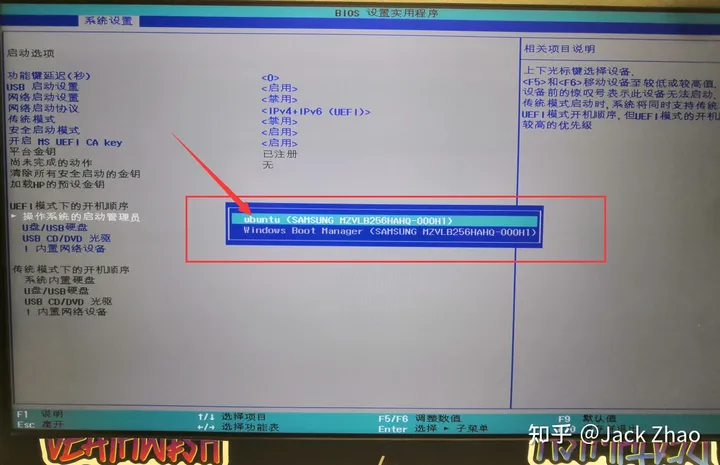 BIOS 设置实用程序
系统设置
启动选项
相关项目说明
功能键延迟(秒) <0>
USB 启动设置 <启用>
网络启动设置 <禁用>
网络启动协议 <IPv4+IPv6 (UEFI)>
传统模式 <禁用>
安全启动模式 <启用>
开启 MS UEFI CA key <启用>
平台金钥 已注册
尚未完成的动作 无
清除所有安全启动的金钥
加载HP的预设金钥
上下光标键选择设备.
<F5>和<F6>移动设备至较低或较高值.
设备前的惊叹号表示此设备无法启动.
传统模式启动时,系统将同时支持传统
UEFI模式开机顺序,但UEFI模式的开机
较高的优先级
UEFI模式下的开机顺序
► 操作系统的启动管理员
U盘/USB硬盘
USB CD/DVD 光驱
! 内置网络设备
ubuntu (SAMSUNG MZVLB256HAHQ-000H1)
Windows Boot Manager (SAMSUNG MZVLB256HAHQ-000H1)
传统模式下的开机顺序
系统内置硬盘
U盘/USB硬盘
USB CD/DVD 光驱
! 内置网络设备
F1 说明 ↑/↓ 选择项目 F5/F6 调整数值 F9 默认值
Esc 离开 ←/→ 选择功能表 Enter 选择 ► 子菜单
知乎 @Jack Zhao